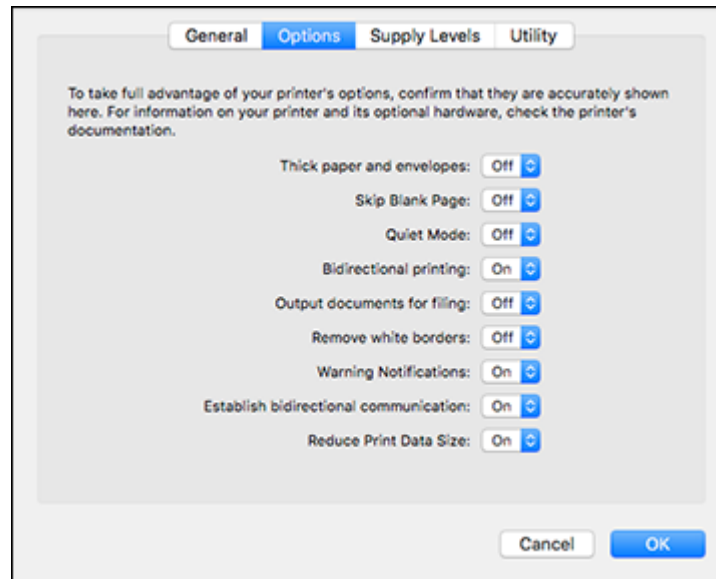 General Options Supply Levels Utility
To take full advantage of your printer's options, confirm that they are accurately shown
here. For information on your printer and its optional hardware, check the printer's
documentation.
Thick paper and envelopes: Off
Skip Blank Page: Off
Quiet Mode: Off
Bidirectional printing: On
Output documents for filing: Off
Remove white borders: Off
Warning Notifications: On
Establish bidirectional communication: On
Reduce Print Data Size: On
Cancel OK